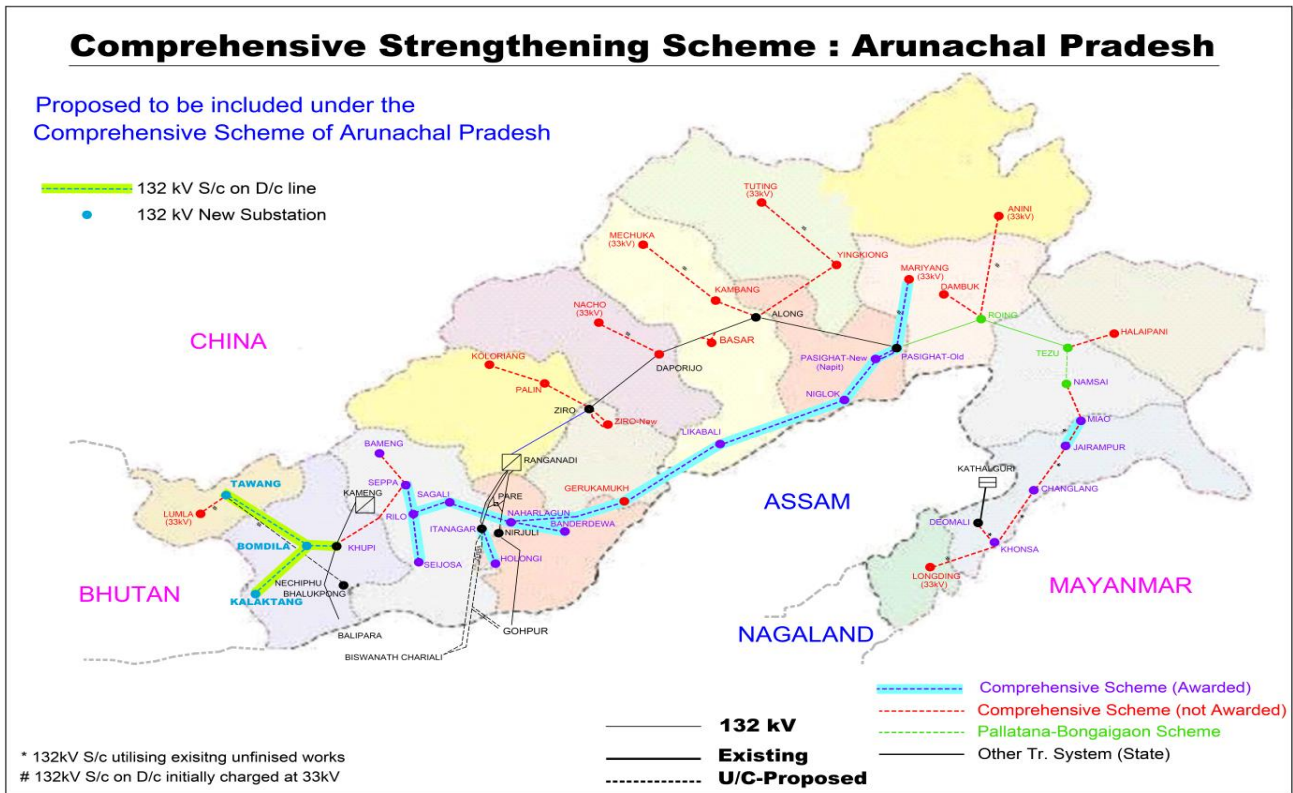 Comprehensive Strengthening Scheme : Arunachal Pradesh
Proposed to be included under the
Comprehensive Scheme of Arunachal Pradesh
132 kV S/c on D/c line
132 kV New Substation
TUTING
(33kV)
ANINI
(33kV)
MECHUKA
(33kV)
YINGKIONG
MARIYANG
(33kV)
DAMBUK
KAMBANG
NACHO
(33kV)
ALONG
ROING
HALAIPANI
CHINA
BASAR
TEZU
KOLORIANG
DAPORIJO
PASIGHAT-New
(Napit)
PASIGHAT-Old
PALIN
NAMSAI
NIGLOK
ZIRO
ZIRO-New
MIAO
LIKABALI
BAMENG
JAIRAMPUR
RANGANADI
KATHALGURI
TAWANG
SEPPA
KAMENG
SAGALI
PARE
GERUKAMUKH
ASSAM
CHANGLANG
LUMLA
(33kV)
RILO
ITANAGAR
NAHARLAGUN
BANDERDEWA
NIRJULI
DEOMALI
BOMDILA
KHUPI
KHONSA
SEIJOSA
HOLONGI
LONGDING
(33kV)
NECHIPHU
BHALUKPONG
BHUTAN
KALAKTANG
MAYANMAR
BALIPARA
GOHPUR
NAGALAND
BISWANATH CHARIALI
Comprehensive Scheme (Awarded)
Comprehensive Scheme (not Awarded)
Pallatana-Bongaigaon Scheme
Other Tr. System (State)
132 kV
Existing
U/C-Proposed
* 132kV S/c utilising exisitng unfinised works
# 132kV S/c on D/c initially charged at 33kV